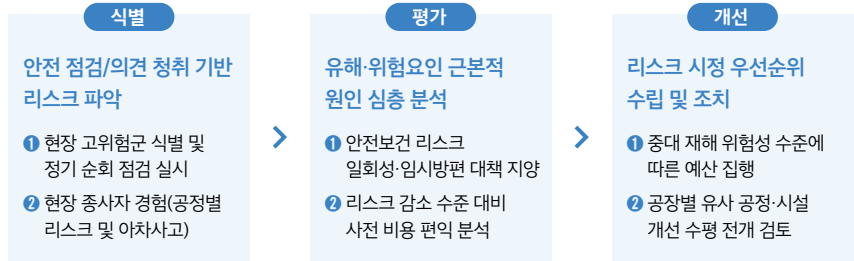 식별
안전 점검/의견 청취 기반
리스크 파악
❶ 현장 고위험군 식별 및
정기 순회 점검 실시
❷ 현장 종사자 경험(공정별
리스크 및 아차사고)
평가
유해·위험요인 근본적
원인 심층 분석
❶ 안전보건 리스크
일회성·임시방편 대책 지양
❷ 리스크 감소 수준 대비
사전 비용 편익 분석
개선
리스크 시정 우선순위
수립 및 조치
❶ 중대 재해 위험성 수준에
따른 예산 집행
❷ 공장별 유사 공정·시설
개선 수평 전개 검토